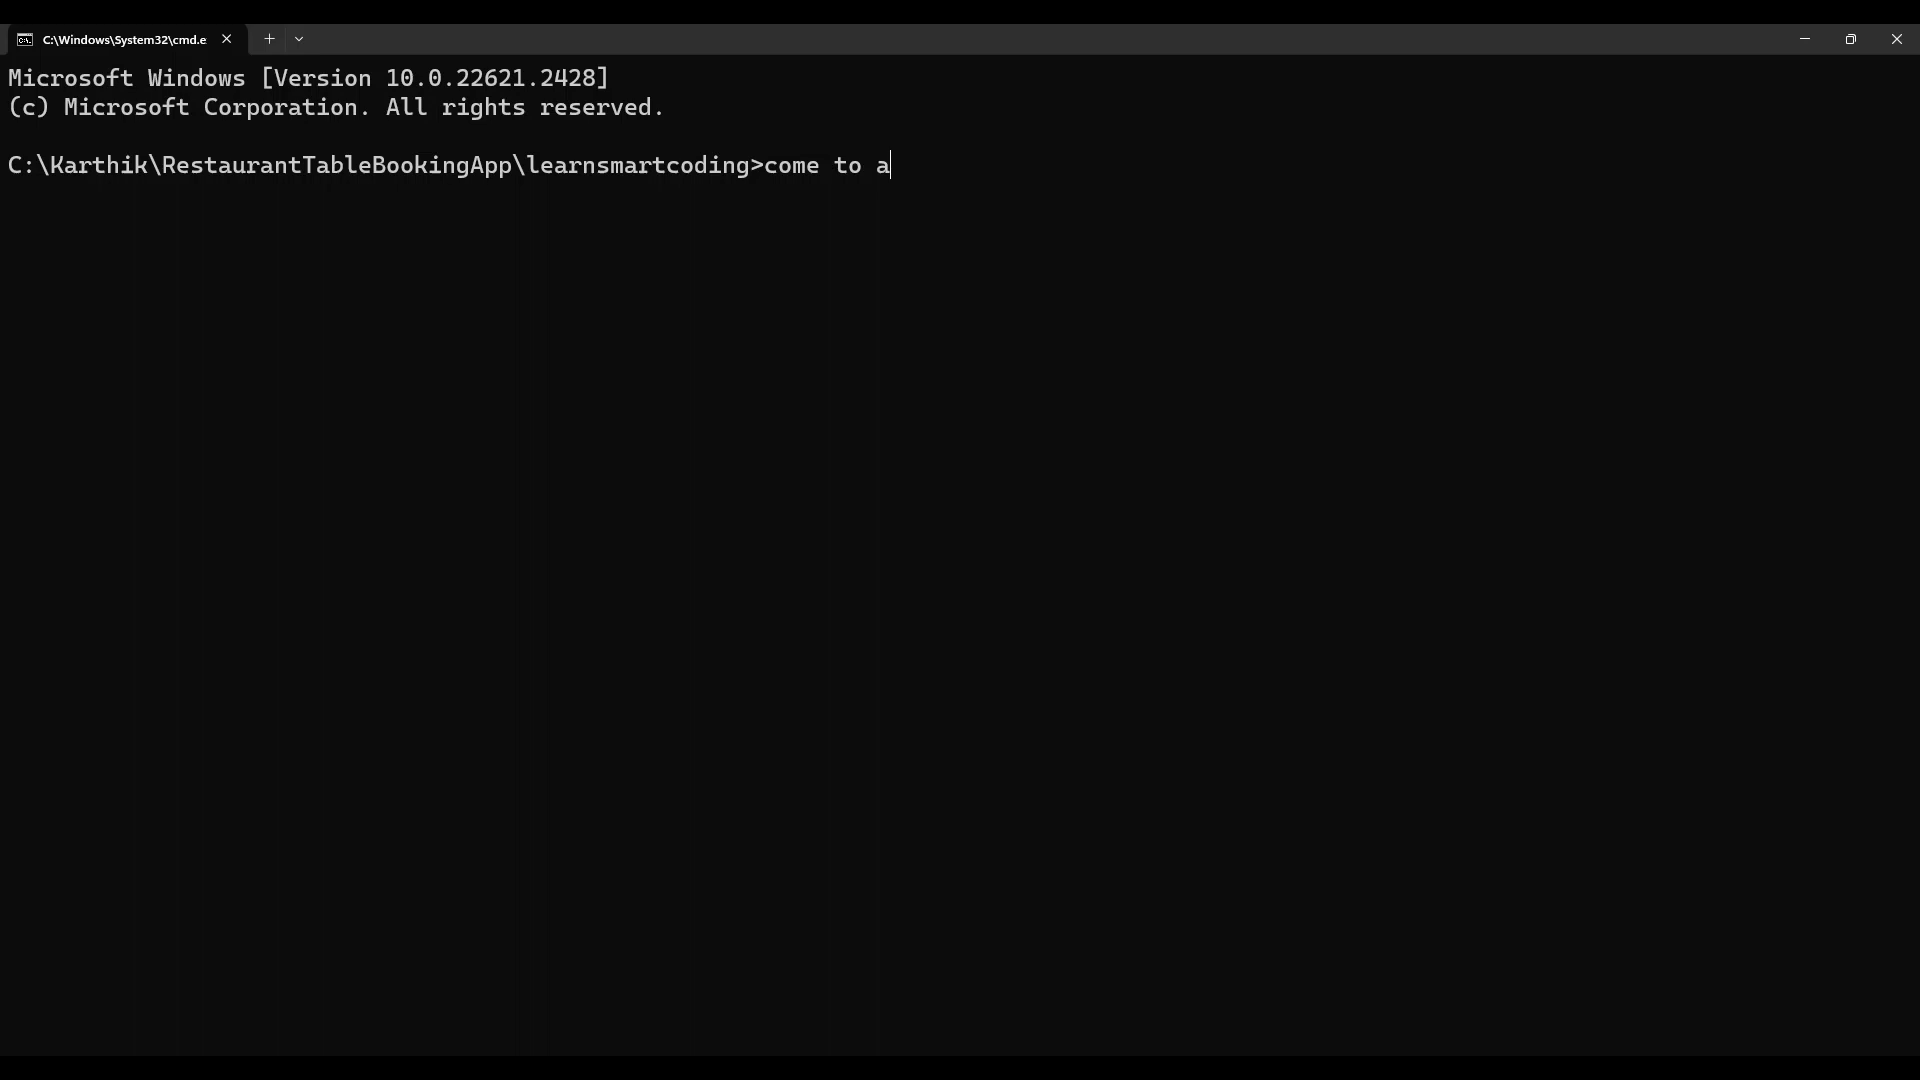 C:\Windows\System32\cmd.e
Microsoft Windows [Version 10.0.22621.2428]
(c) Microsoft Corporation. All rights reserved.
C:\Karthik\RestaurantTableBookingApp\learnsmartcoding>come to a